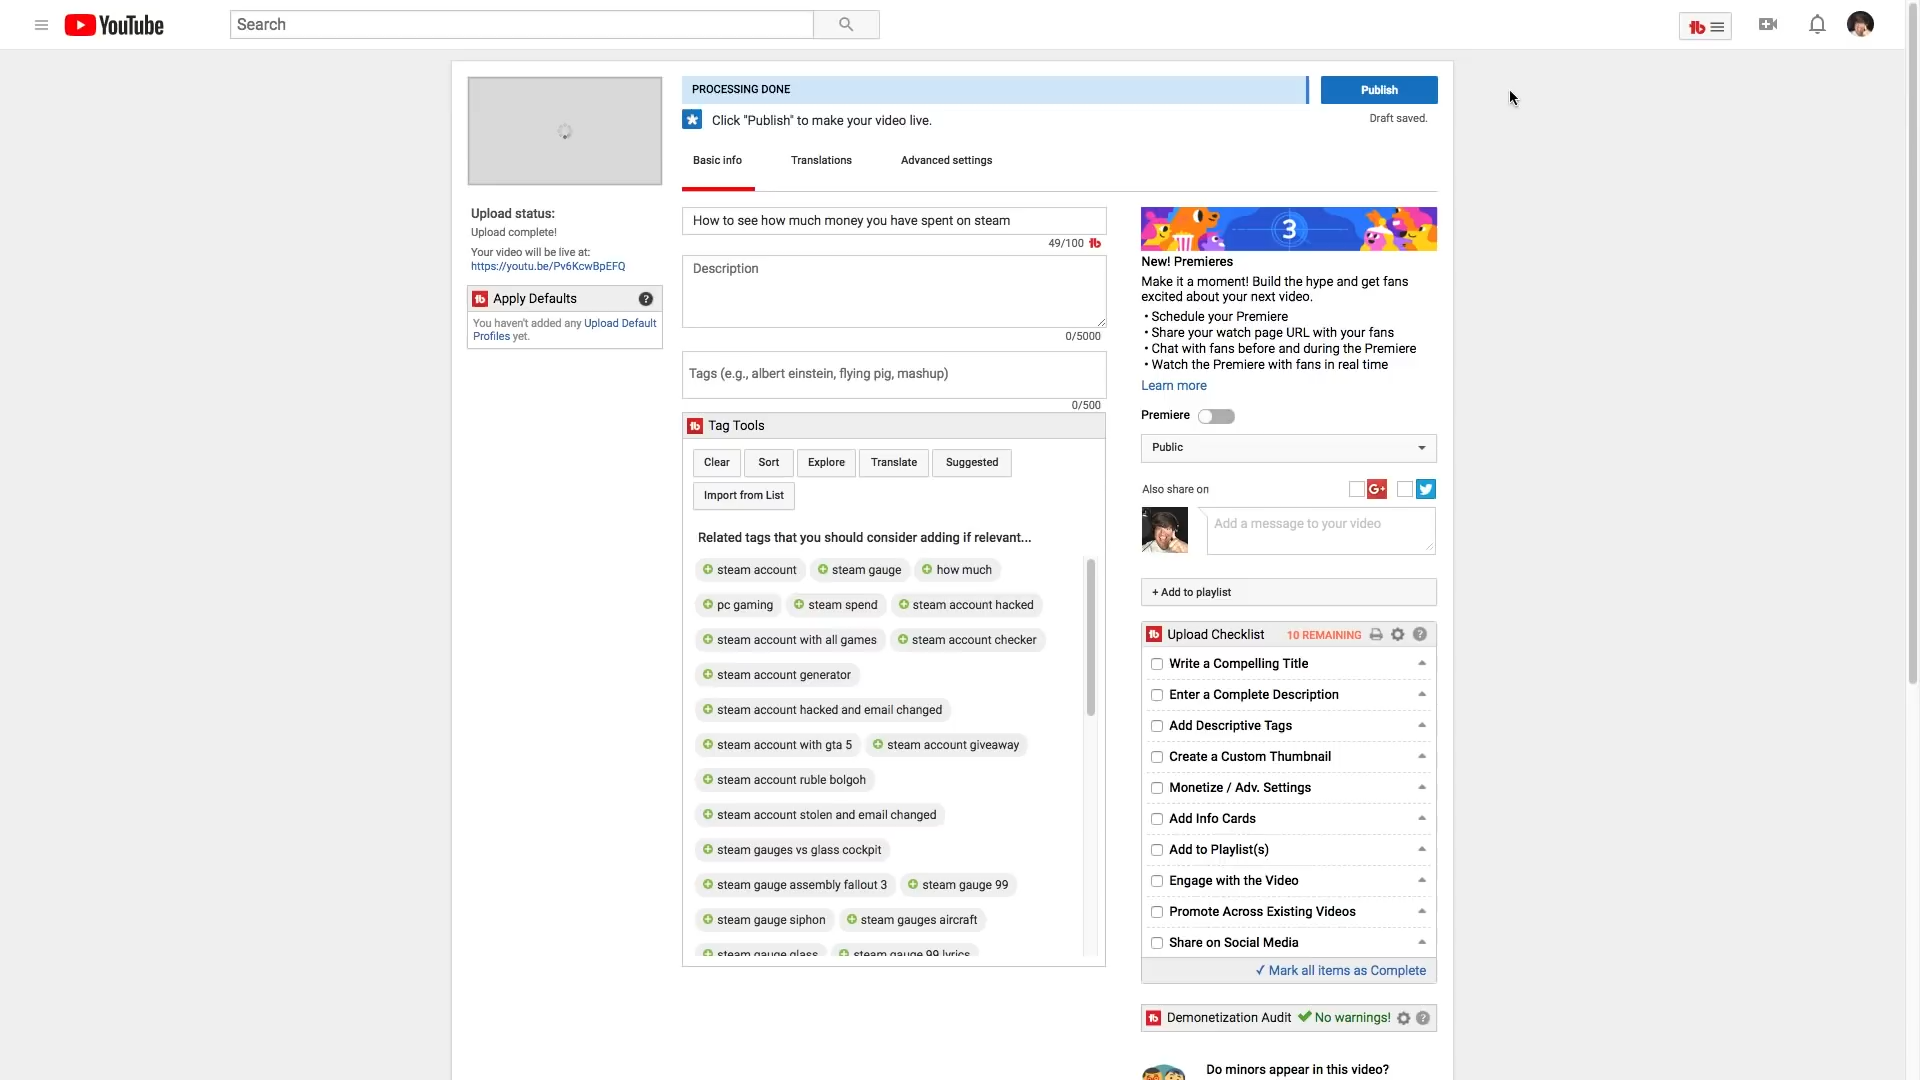 YouTube
Search
PROCESSING DONE
Publish
Click "Publish" to make your video live.
Draft saved.
Basic info
Translations
Advanced settings
Upload status:
Upload complete!
Your video will be live at:
https://youtu.be/Pv6KcwBpEFQ
Apply Defaults
You haven't added any Upload Default
Profiles yet.
How to see how much money you have spent on steam
49/100
Description
0/5000
Tags (e.g., albert einstein, flying pig, mashup)
0/500
Tag Tools
Clear
Sort
Explore
Translate
Suggested
Import from List
Related tags that you should consider adding if relevant...
steam account
steam gauge
how much
pc gaming
steam spend
steam account hacked
steam account with all games
steam account checker
steam account generator
steam account hacked and email changed
steam account with gta 5
steam account giveaway
steam account ruble bolgoh
steam account stolen and email changed
steam gauges vs glass cockpit
steam gauge assembly fallout 3
steam gauge 99
steam gauge siphon
steam gauges aircraft
steam gauge glass
steam gauge 99 lyrics
3
New! Premieres
Make it a moment! Build the hype and get fans
excited about your next video.
• Schedule your Premiere
• Share your watch page URL with your fans
• Chat with fans before and during the Premiere
• Watch the Premiere with fans in real time
Learn more
Premiere
Public
Also share on
G+
Add a message to your video
+ Add to playlist
Upload Checklist 10 REMAINING
Write a Compelling Title
Enter a Complete Description
Add Descriptive Tags
Create a Custom Thumbnail
Monetize / Adv. Settings
Add Info Cards
Add to Playlist(s)
Engage with the Video
Promote Across Existing Videos
Share on Social Media
✓ Mark all items as Complete
Demonetization Audit No warnings!
Do minors appear in this video?